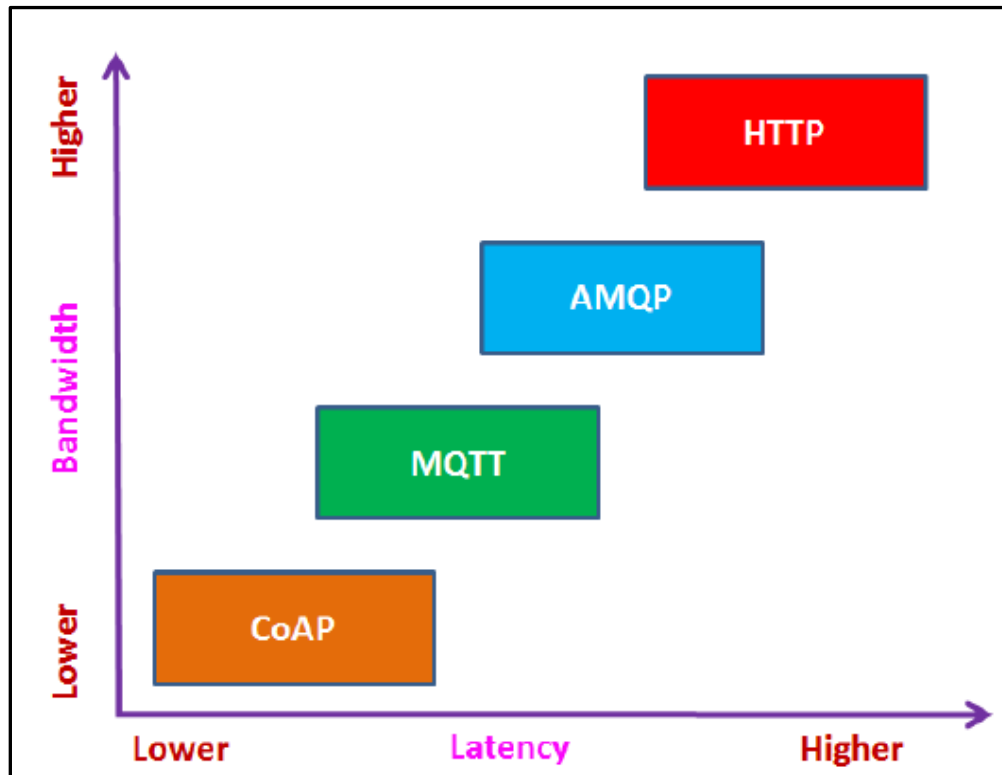 Higher
HTTP
AMQP
Bandwidth
MQTT
CoAP
Lower
Lower
Latency
Higher